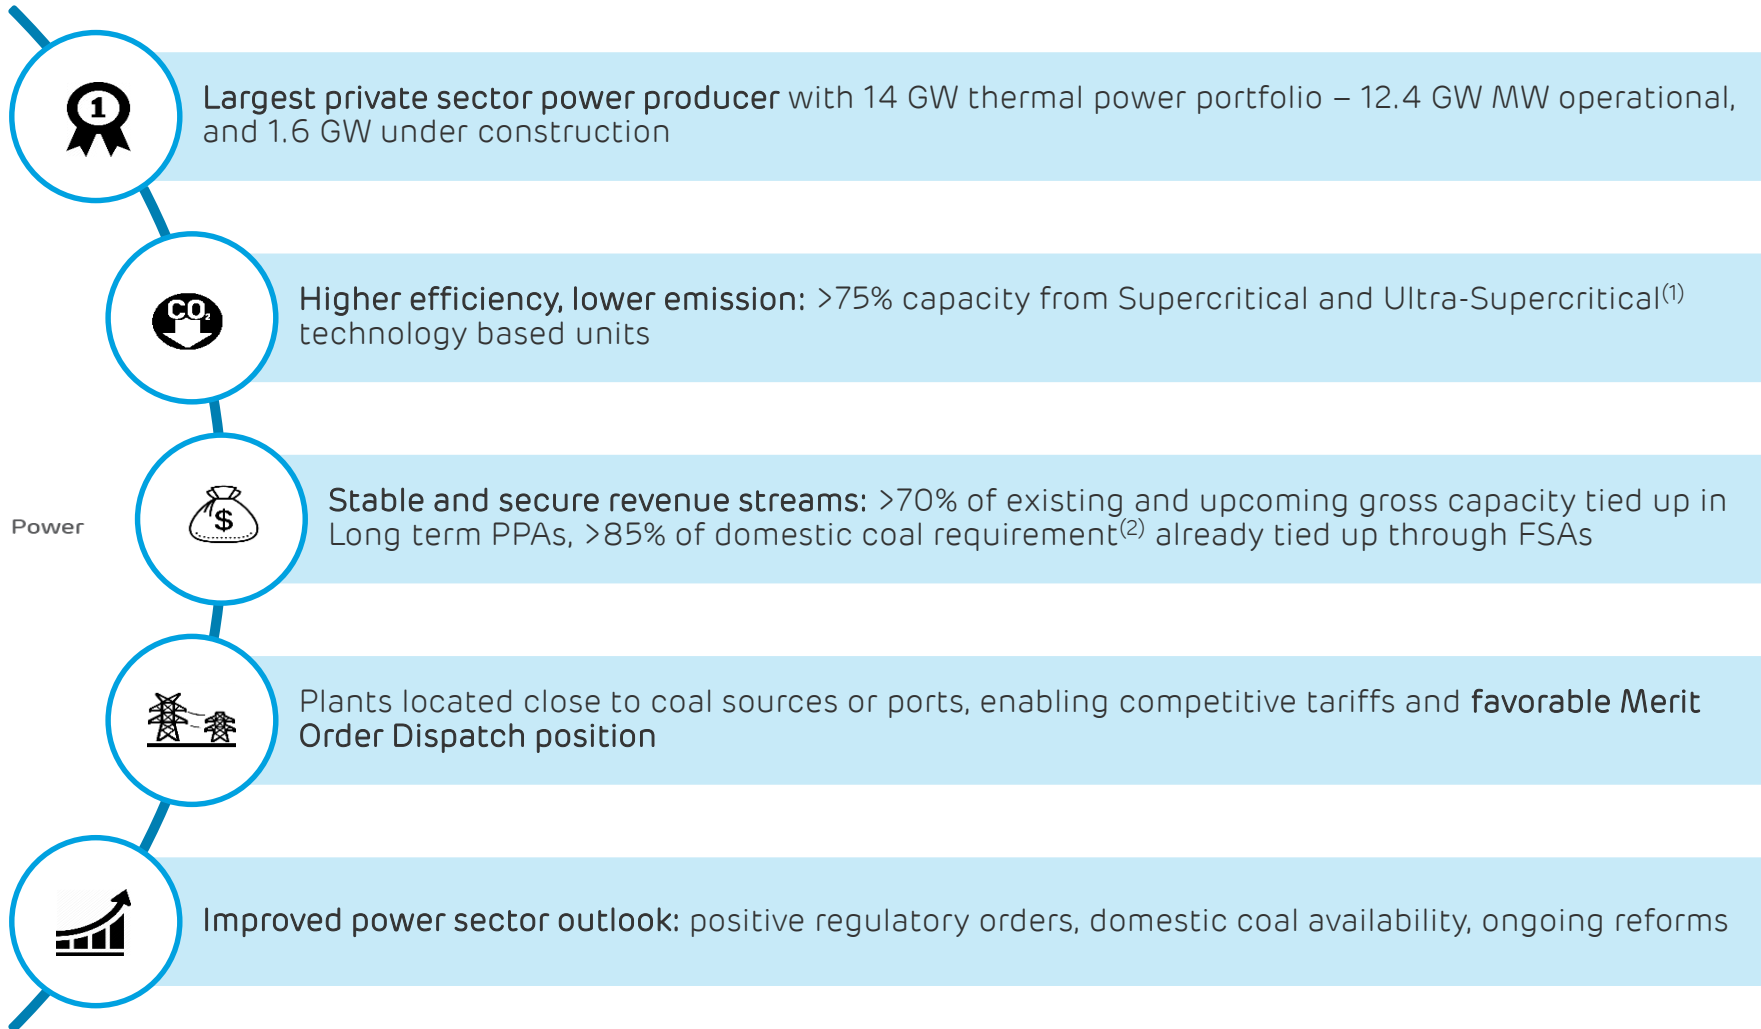 1
Largest private sector power producer with 14 GW thermal power portfolio – 12.4 GW MW operational,
and 1.6 GW under construction
CO2
Higher efficiency, lower emission: >75% capacity from Supercritical and Ultra-Supercritical(1)
technology based units
Power
$
Stable and secure revenue streams: >70% of existing and upcoming gross capacity tied up in
Long term PPAs, >85% of domestic coal requirement(2) already tied up through FSAs
Plants located close to coal sources or ports, enabling competitive tariffs and favorable Merit
Order Dispatch position
Improved power sector outlook: positive regulatory orders, domestic coal availability, ongoing reforms